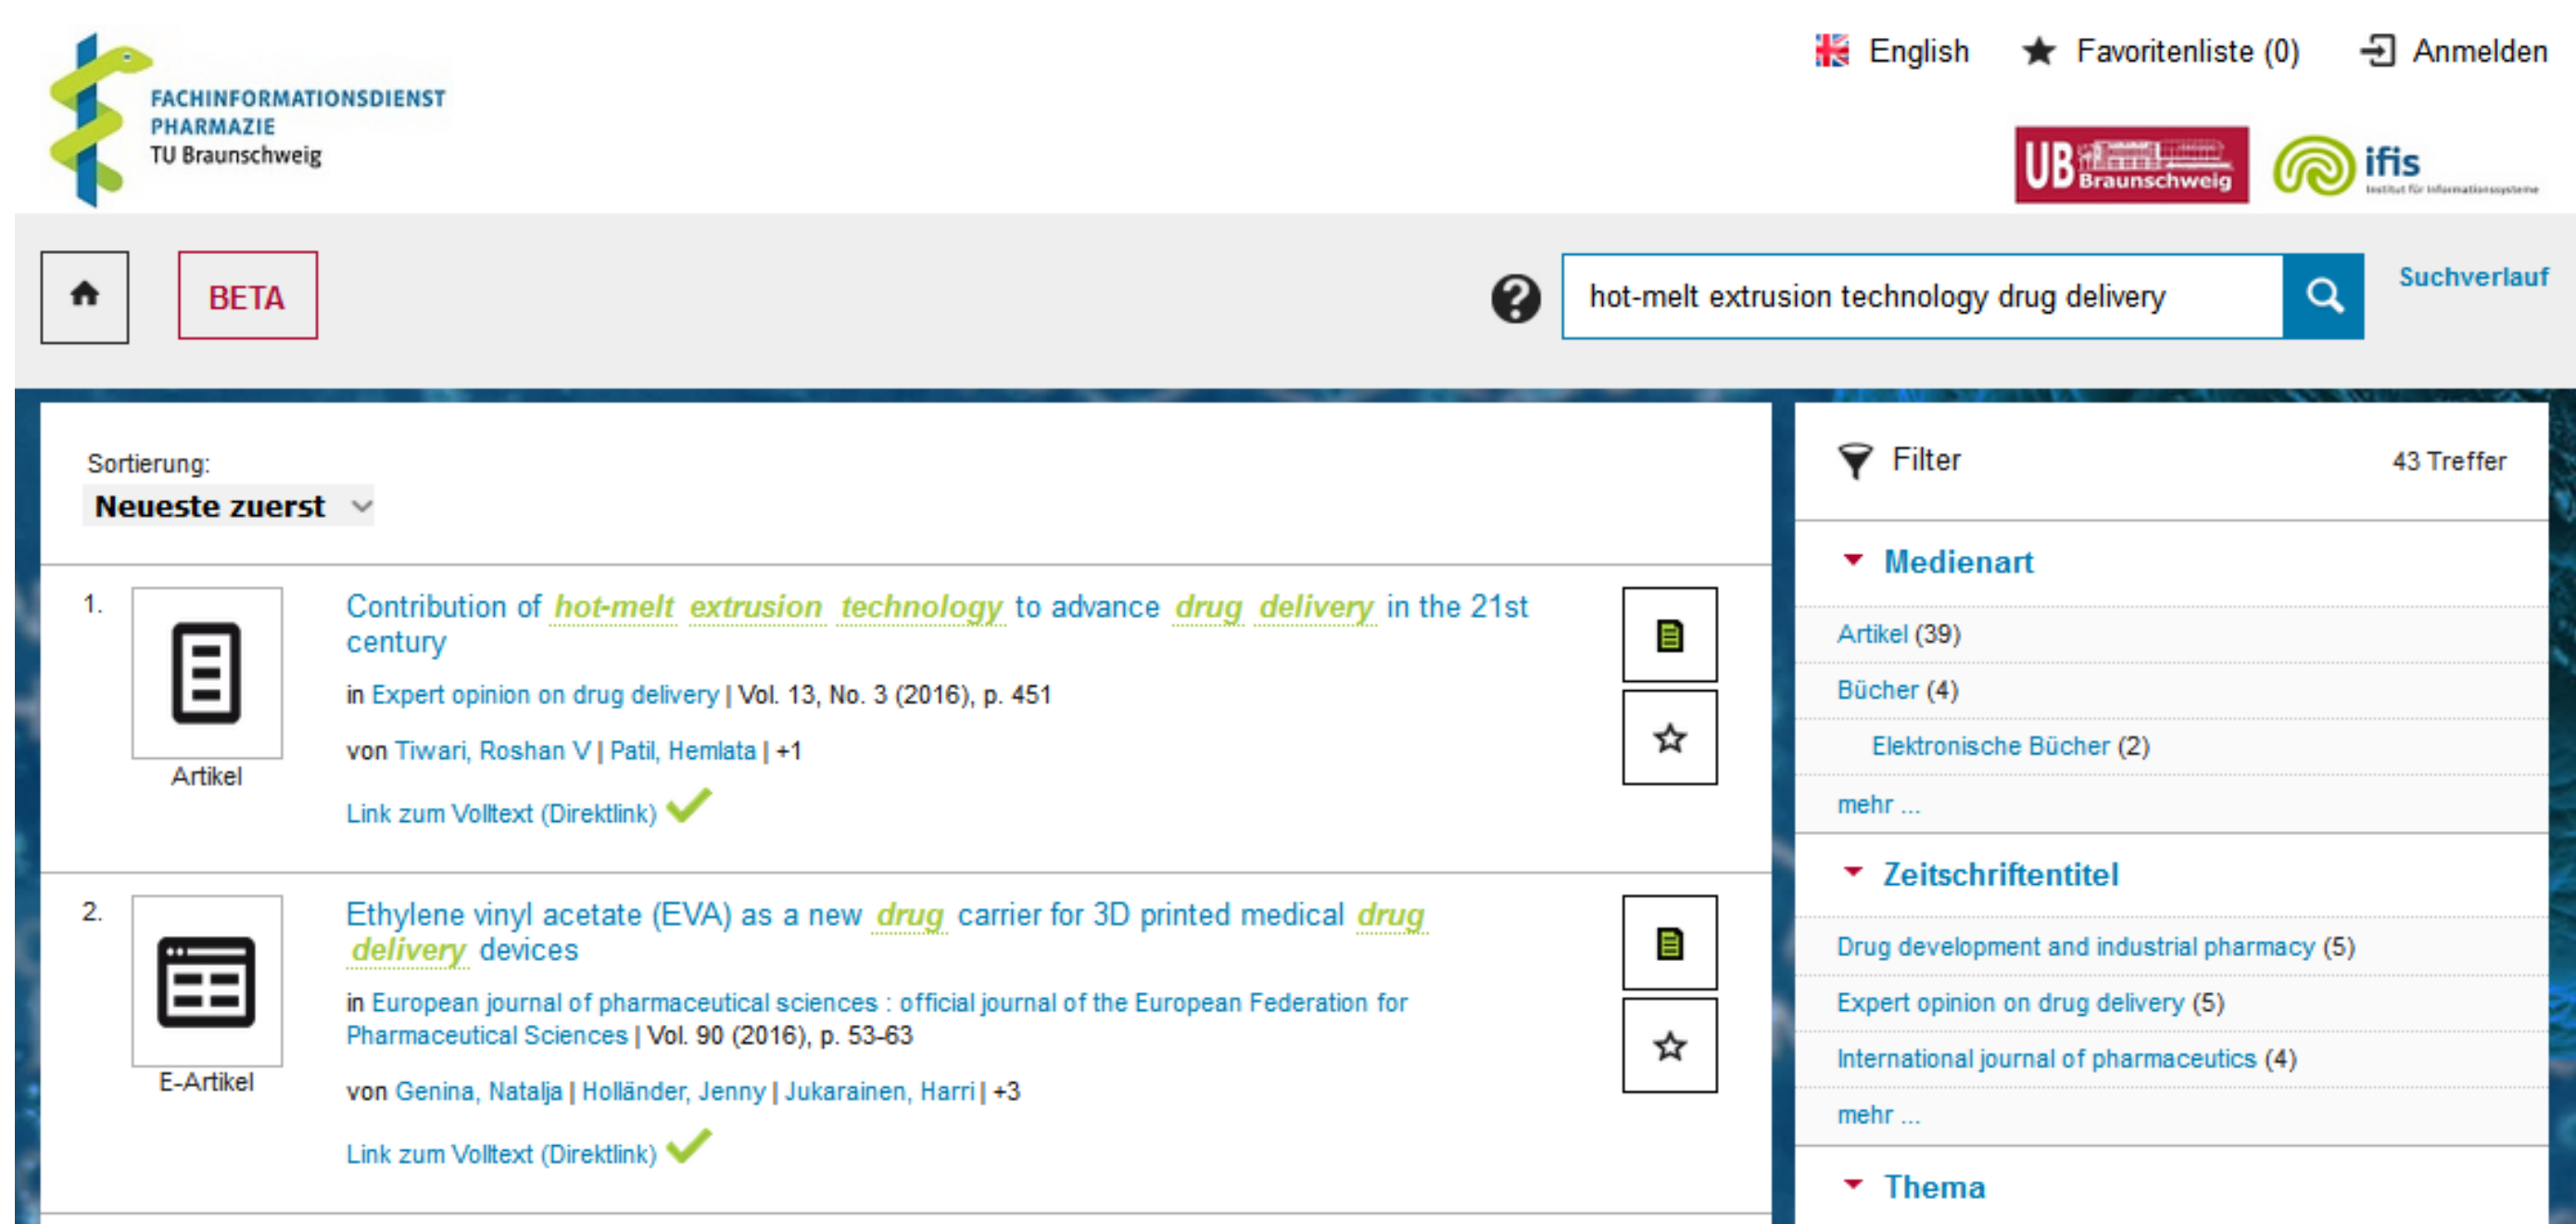 FACHINFORMATIONSDIENST
PHARMAZIE
TU Braunschweig
English
Favoritenliste (0)
Anmelden
UB Braunschweig
ifis
Institut für Informationssysteme
BETA
?
hot-melt extrusion technology drug delivery
Suchverlauf
Sortierung:
Neueste zuerst
1.
Artikel
Contribution of hot-melt extrusion technology to advance drug delivery in the 21st
century
in Expert opinion on drug delivery | Vol. 13, No. 3 (2016), p. 451
von Tiwari, Roshan V | Patil, Hemlata | +1
Link zum Volltext (Direktlink)
2.
E-Artikel
Ethylene vinyl acetate (EVA) as a new drug carrier for 3D printed medical drug
delivery devices
in European journal of pharmaceutical sciences : official journal of the European Federation for
Pharmaceutical Sciences | Vol. 90 (2016), p. 53-63
von Genina, Natalja | Holländer, Jenny | Jukarainen, Harri | +3
Link zum Volltext (Direktlink)
Filter
43 Treffer
Medienart
Artikel (39)
Bücher (4)
Elektronische Bücher (2)
mehr ...
Zeitschriftentitel
Drug development and industrial pharmacy (5)
Expert opinion on drug delivery (5)
International journal of pharmaceutics (4)
mehr ...
Thema